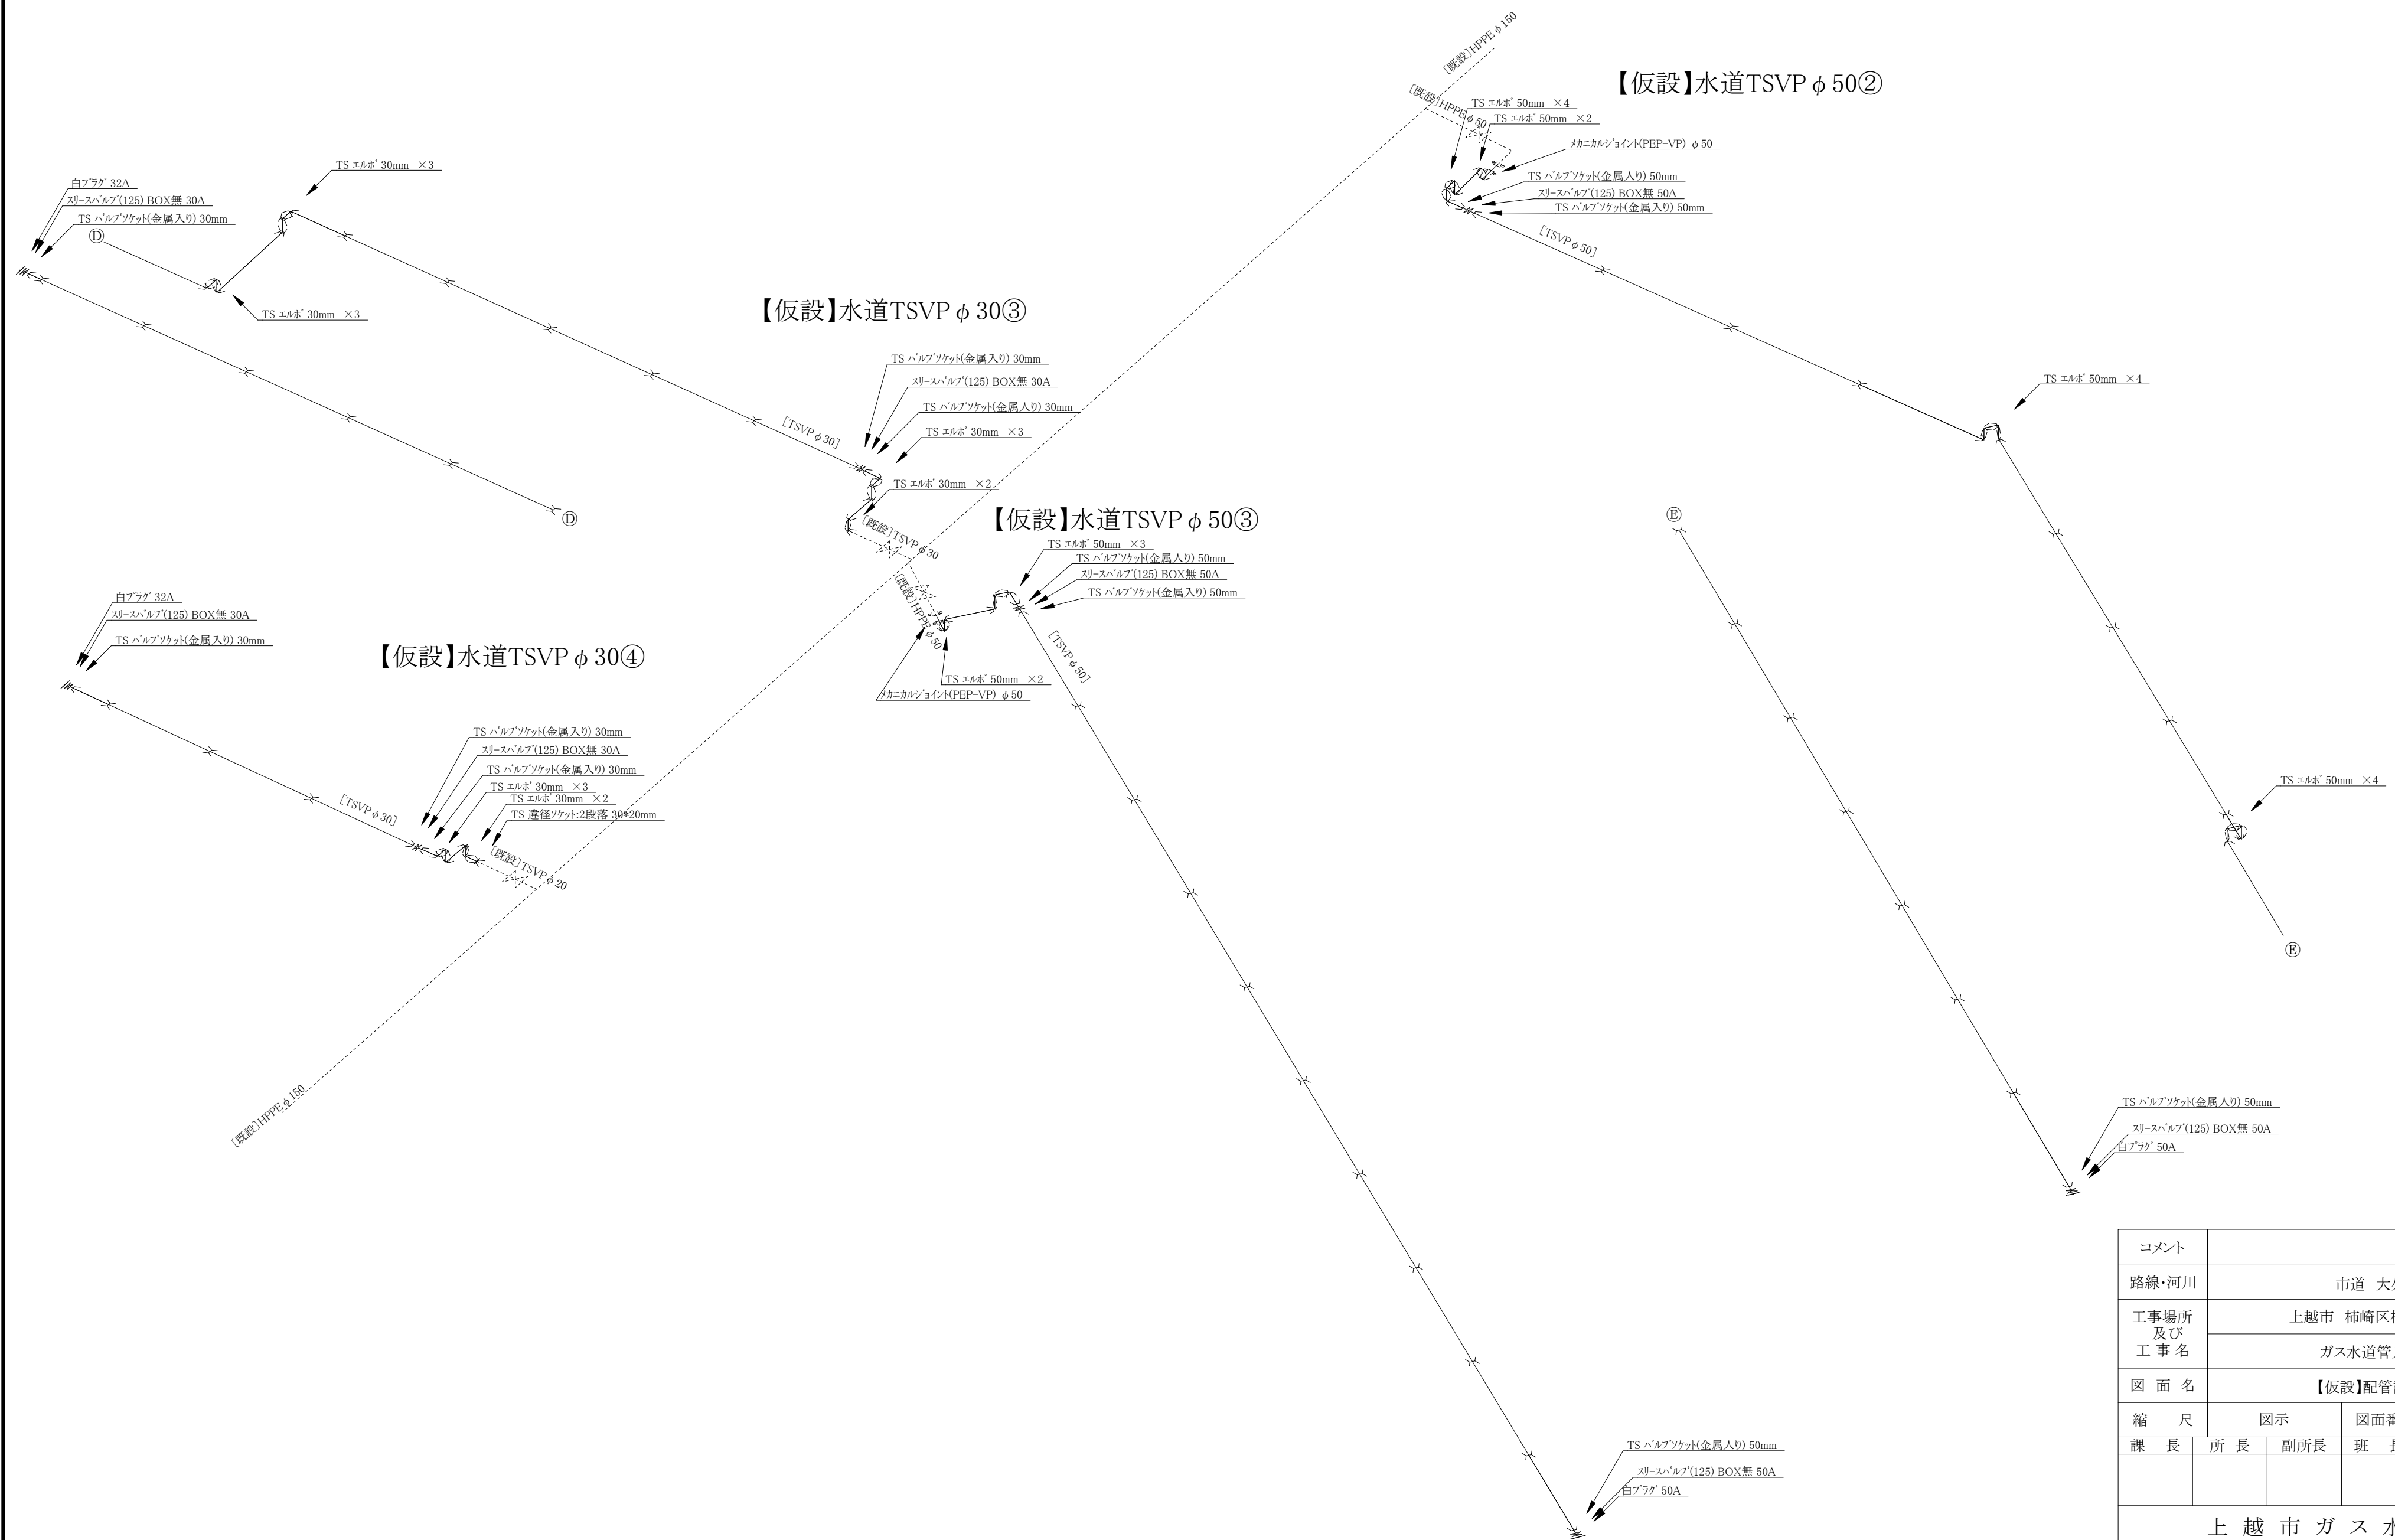 〔既設〕HPPEφ150
【仮設】水道TSVPφ50②
〔既設〕HPPEφ50
TS エルボ 50mm ×4
TS エルボ 50mm ×2
メカニカルジョイント(PEP-VP) φ50
TS バルブソケット(金属入り) 50mm
スリースバルブ(125) BOX無 50A
TS バルブソケット(金属入り) 50mm
[TSVPφ50]
TS エルボ 50mm ×4
TS エルボ 50mm ×4
Ⓔ
Ⓔ
TS バルブソケット(金属入り) 50mm
スリースバルブ(125) BOX無 50A
白プラグ 50A
TS エルボ 30mm ×3
白プラグ 32A
スリースバルブ(125) BOX無 30A
TS バルブソケット(金属入り) 30mm
Ⓓ
TS エルボ 30mm ×3
【仮設】水道TSVPφ30③
TS バルブソケット(金属入り) 30mm
スリースバルブ(125) BOX無 30A
TS バルブソケット(金属入り) 30mm
TS エルボ 30mm ×3
[TSVPφ30]
TS エルボ 30mm ×2
Ⓓ
〔既設〕TSVPφ30
【仮設】水道TSVPφ50③
TS エルボ 50mm ×3
TS バルブソケット(金属入り) 50mm
スリースバルブ(125) BOX無 50A
TS バルブソケット(金属入り) 50mm
〔既設〕HPPEφ50
[TSVPφ50]
TS エルボ 50mm ×2
メカニカルジョイント(PEP-VP) φ50
白プラグ 32A
スリースバルブ(125) BOX無 30A
TS バルブソケット(金属入り) 30mm
【仮設】水道TSVPφ30④
TS バルブソケット(金属入り) 30mm
スリースバルブ(125) BOX無 30A
TS バルブソケット(金属入り) 30mm
TS エルボ 30mm ×3
TS エルボ 30mm ×2
TS 違径ソケット:2段落 30*20mm
[TSVPφ30]
〔既設〕TSVPφ20
〔既設〕HPPEφ150
TS バルブソケット(金属入り) 50mm
スリースバルブ(125) BOX無 50A
白プラグ 50A
コメント
路線・河川 市道
工事場所
及び
工事名
上越市 柿崎区
ガス水道管
図面名 【仮設】配管
縮尺 図示 図面
課長 所長 副所長 班
上越市ガス